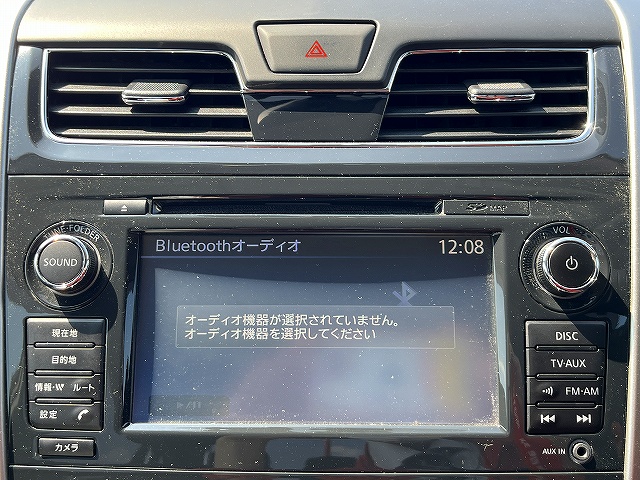 SD MAP
TUNE·FOLDER
SOUND
VOL
Bluetoothオーディオ
12:08
オーディオ機器が選択されていません。
オーディオ機器を選択してください
現在地
目的地
情報・W ルート
設定
カメラ
DISC
TV·AUX
FM·AM
AUX IN